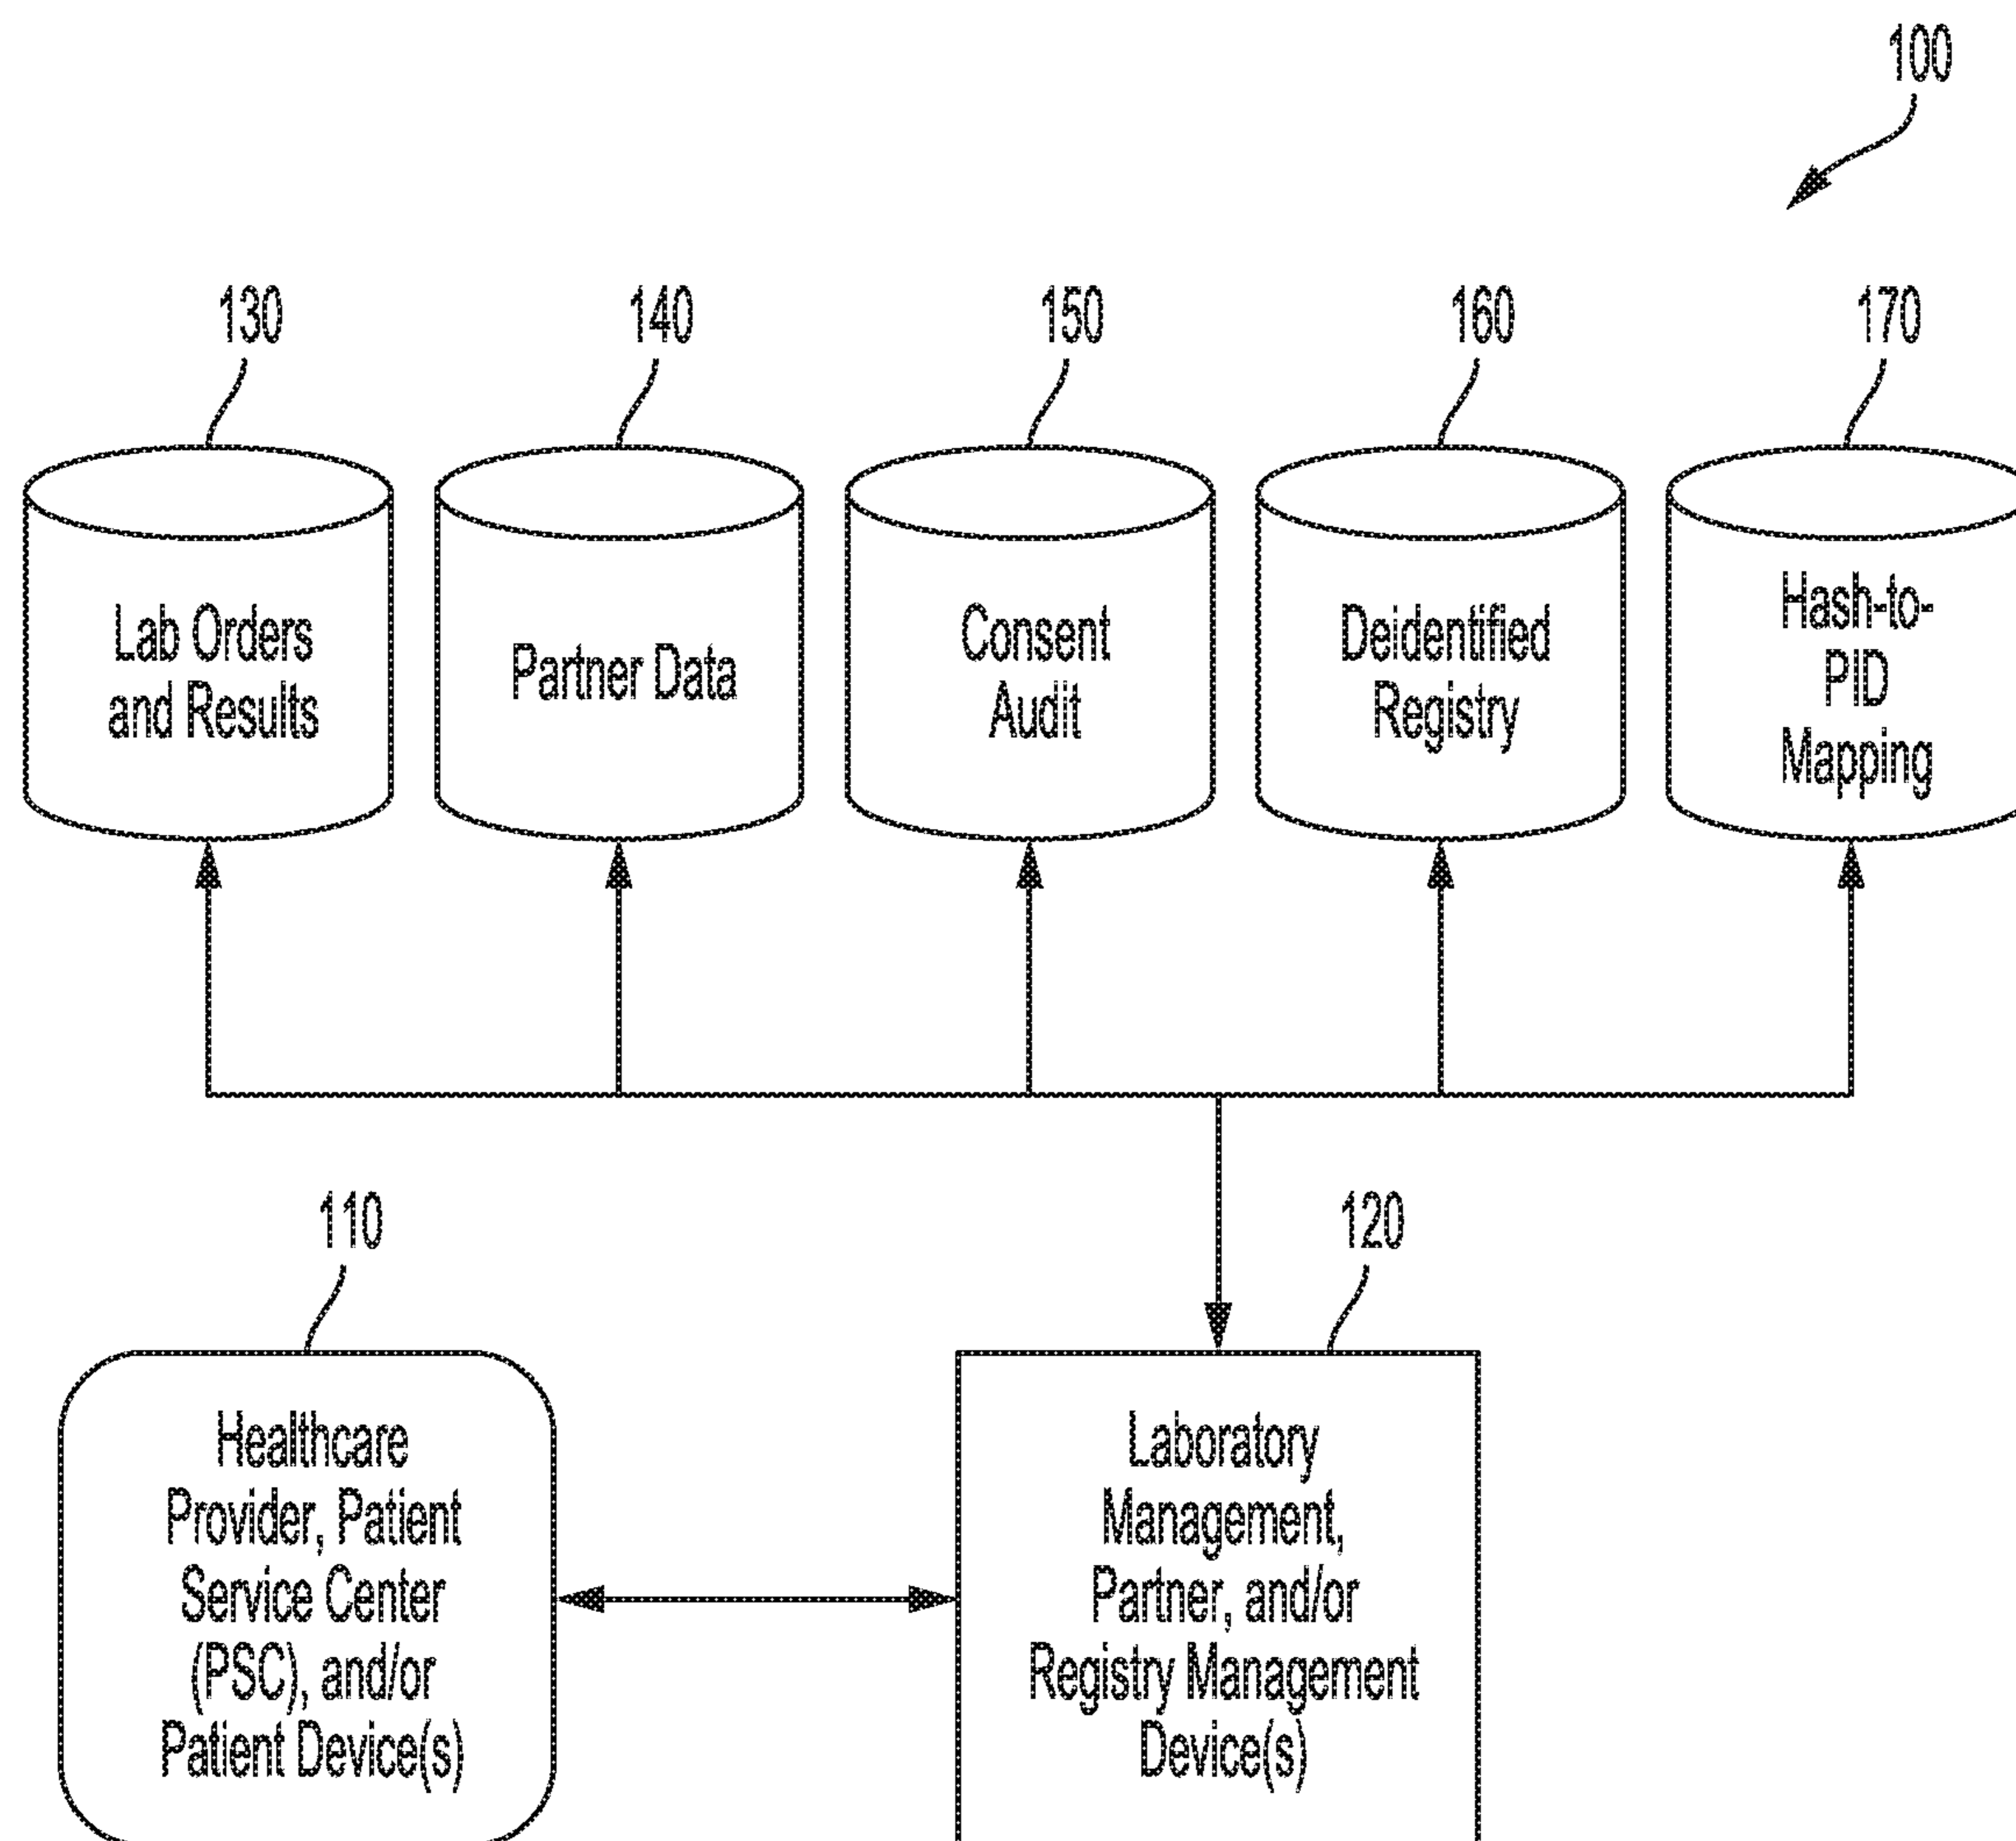 100
130
140
150
160
170
Lab Orders
and Results
Partner Data
Consent
Audit
Deidentified
Registry
Hash-to-
PID
Mapping
110
120
Healthcare
Provider, Patient
Service Center
(PSC), and/or
Patient Device(s)
Laboratory
Management,
Partner, and/or
Registry Management
Device(s)